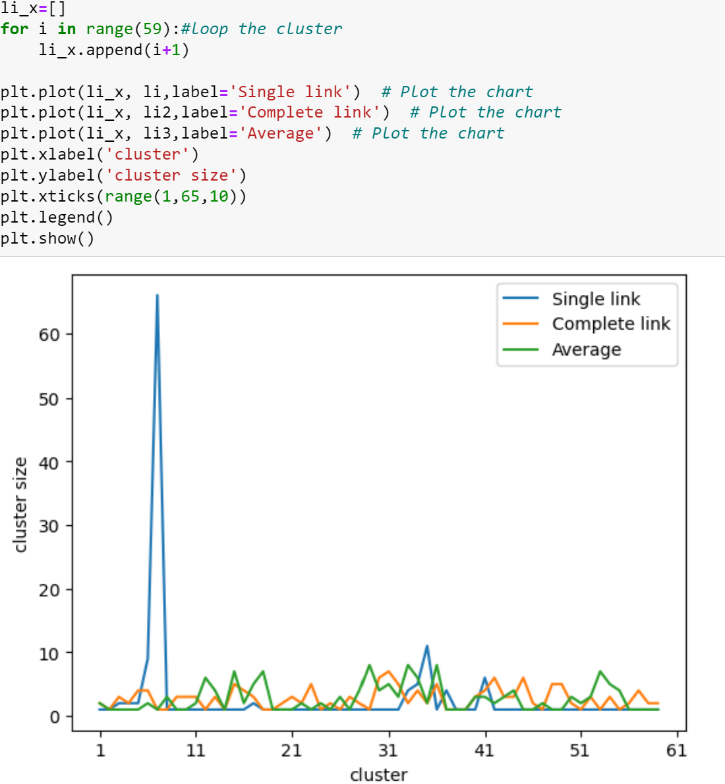 li_x=[]
for i in range(59):#loop the cluster
    li_x.append(i+1)
plt.plot(li_x, li,label='Single link')  # Plot the chart
plt.plot(li_x, li2,label='Complete link')  # Plot the chart
plt.plot(li_x, li3,label='Average')  # Plot the chart
plt.xlabel('cluster')
plt.ylabel('cluster size')
plt.xticks(range(1,65,10))
plt.legend()
plt.show()
Single link
Complete link
Average
60
50
40
30
20
10
0
cluster size
1 11 21 31 41 51 61
cluster